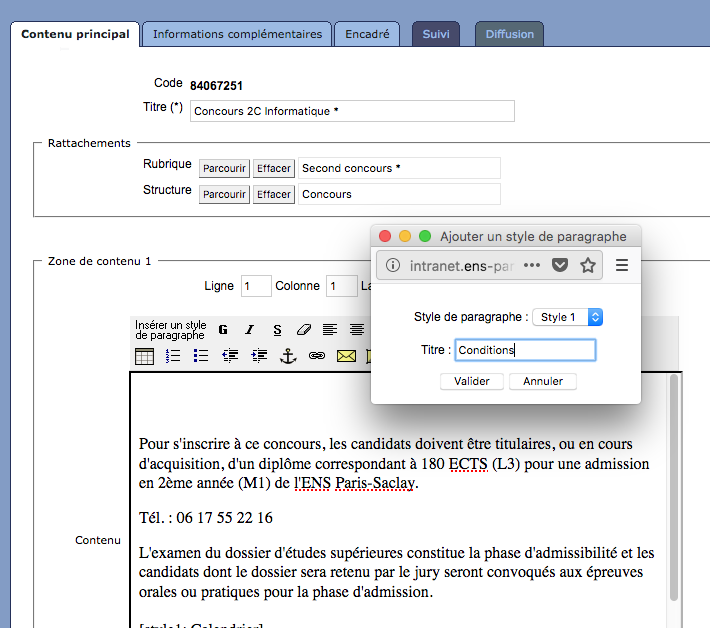 Contenu principal Informations complémentaires Encadré Suivi Diffusion
Code 84067251
Titre (*) Concours 2C Informatique *
Rattachements
Rubrique Parcourir Effacer Second concours *
Structure Parcourir Effacer Concours
Ajouter un style de paragraphe
intranet.ens-par
Style de paragraphe : Style 1
Titre : Conditions
Valider Annuler
Zone de contenu 1
Ligne 1 Colonne 1 La
Insérer un style
de paragraphe G I S
Pour s'inscrire à ce concours, les candidats doivent être titulaires, ou en cours
d'acquisition, d'un diplôme correspondant à 180 ECTS (L3) pour une admission
en 2ème année (M1) de l'ENS Paris-Saclay.
Tél. : 06 17 55 22 16
Contenu
L'examen du dossier d'études supérieures constitue la phase d'admissibilité et les
candidats dont le dossier sera retenu par le jury seront convoqués aux épreuves
orales ou pratiques pour la phase d'admission.
[style1; Calendrier]